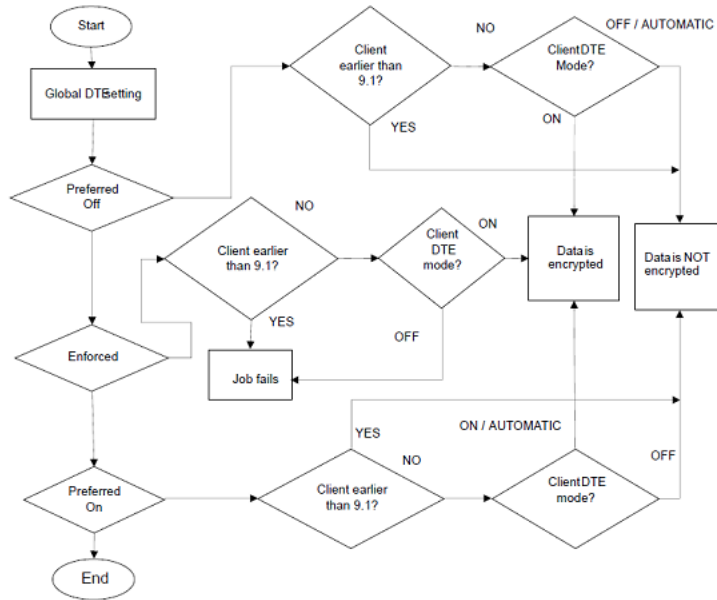 Start
Global DTE setting
Preferred
Off
Client
earlier than
9.1?
NO
OFF / AUTOMATIC
Client DTE
Mode?
YES
ON
NO
Client earlier
than 9.1?
Client
DTE
mode?
ON
Data is
encrypted
Data is NOT
encrypted
YES
OFF
Enforced
Job fails
YES
ON / AUTOMATIC
NO
OFF
Preferred
On
Client earlier
than 9.1?
Client DTE
mode?
End